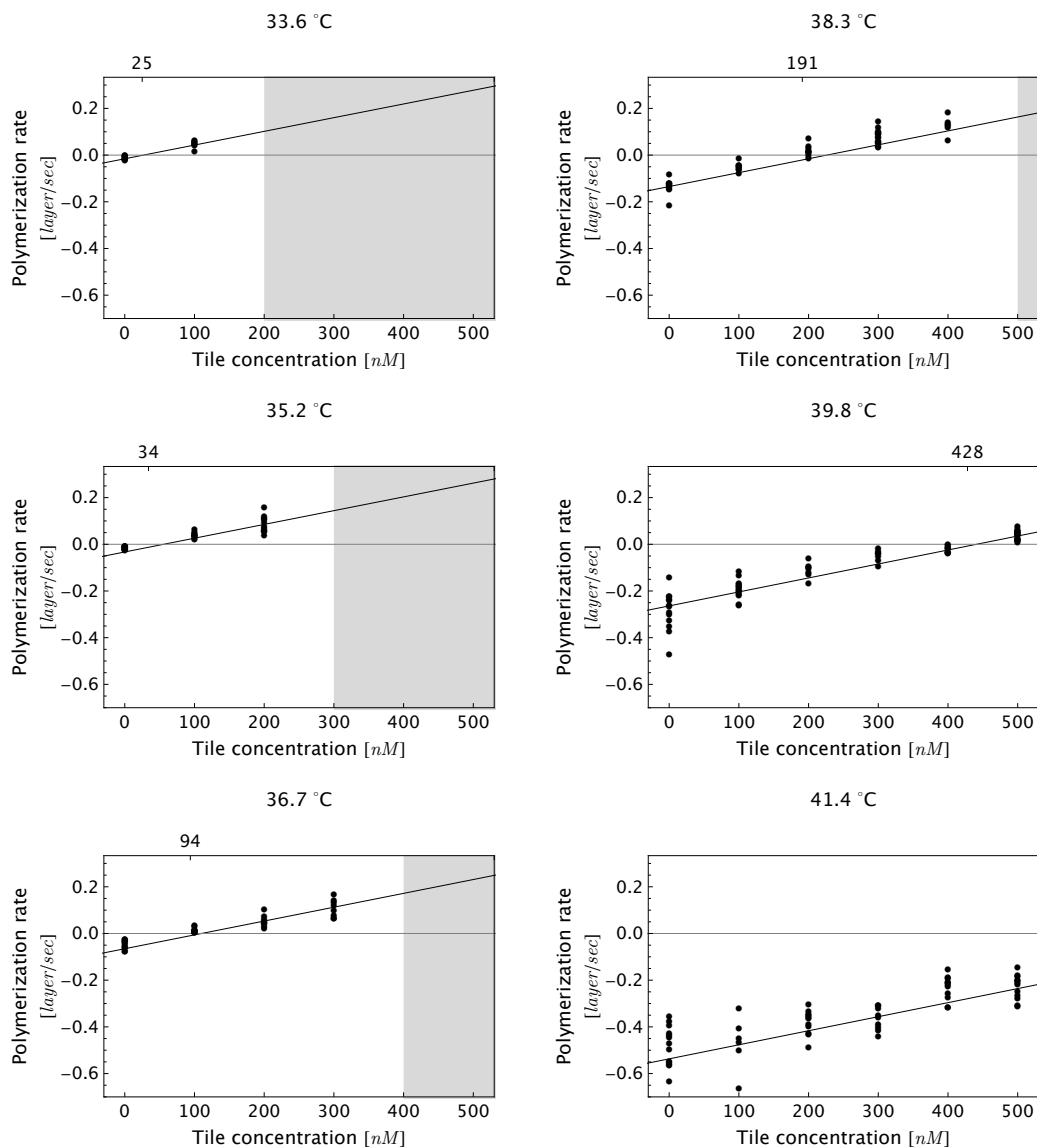 33.6 °C
25
Polymerization rate
[layer/sec]
0.2
0.0
−0.2
−0.4
−0.6
0 100 200 300 400 500
Tile concentration [nM]
38.3 °C
191
Polymerization rate
[layer/sec]
0.2
0.0
−0.2
−0.4
−0.6
0 100 200 300 400 500
Tile concentration [nM]
35.2 °C
34
Polymerization rate
[layer/sec]
0.2
0.0
−0.2
−0.4
−0.6
0 100 200 300 400 500
Tile concentration [nM]
39.8 °C
428
Polymerization rate
[layer/sec]
0.2
0.0
−0.2
−0.4
−0.6
0 100 200 300 400 500
Tile concentration [nM]
36.7 °C
94
Polymerization rate
[layer/sec]
0.2
0.0
−0.2
−0.4
−0.6
0 100 200 300 400 500
Tile concentration [nM]
41.4 °C
Polymerization rate
[layer/sec]
0.2
0.0
−0.2
−0.4
−0.6
0 100 200 300 400 500
Tile concentration [nM]